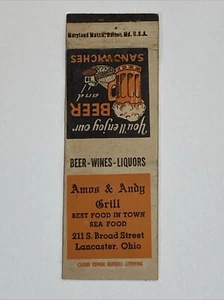 Maryland Match, Balto., Md. U.S.A.
You'll enjoy our
BEER
and
SANDWICHES
BEER-WINES-LIQUORS
Amos & Andy
Grill
BEST FOOD IN TOWN
SEA FOOD
211 S. Broad Street
Lancaster, Ohio